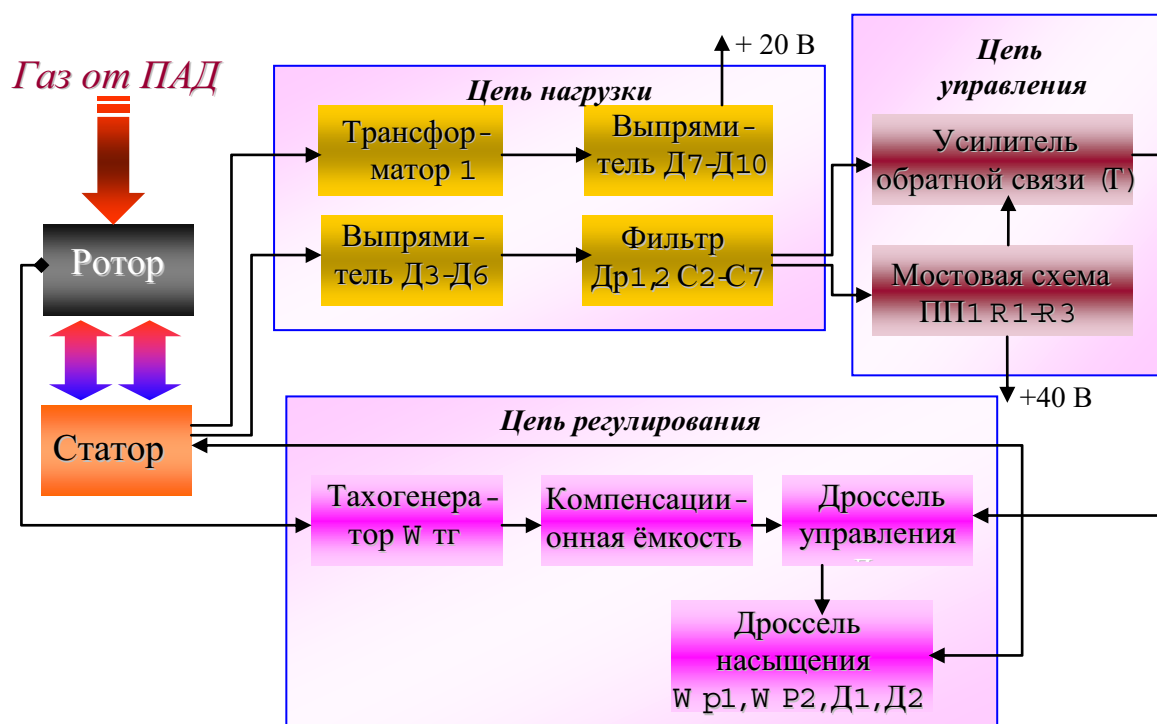 Газ от ПАД
Ротор
Статор
Цепь нагрузки
+ 20 В
Трансфор-
матор 1
Выпрями-
тель Д7-Д10
Выпрями-
тель Д3-Д6
Фильтр
Др1,2 С2-С7
Цепь
управления
Усилитель
обратной связи (Т)
Мостовая схема
ПП1 R1-R3
+40 В
Цепь регулирования
Тахогенера-
тор W тг
Компенсаци-
онная ёмкость
Дроссель
управления
Дроссель
насыщения
W р1,W Р2,Д1,Д2